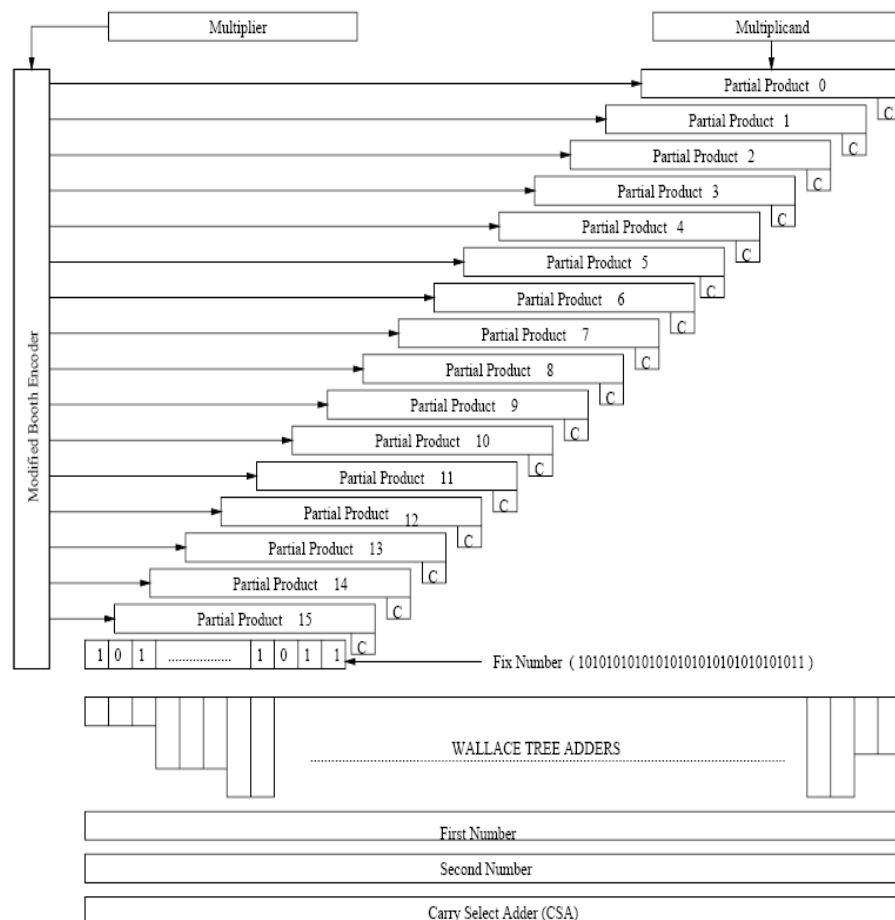 Multiplier
Multiplicand
Modified Booth Encoder
Partial Product 0
C
Partial Product 1
C
Partial Product 2
C
Partial Product 3
C
Partial Product 4
C
Partial Product 5
C
Partial Product 6
C
Partial Product 7
C
Partial Product 8
C
Partial Product 9
C
Partial Product 10
C
Partial Product 11
C
Partial Product 12
C
Partial Product 13
C
Partial Product 14
C
Partial Product 15
C
1 0 1 .................. 1 0 1 1
Fix Number ( 10101010101010101010101010101011 )
WALLACE TREE ADDERS
First Number
Second Number
Carry Select Adder (CSA)